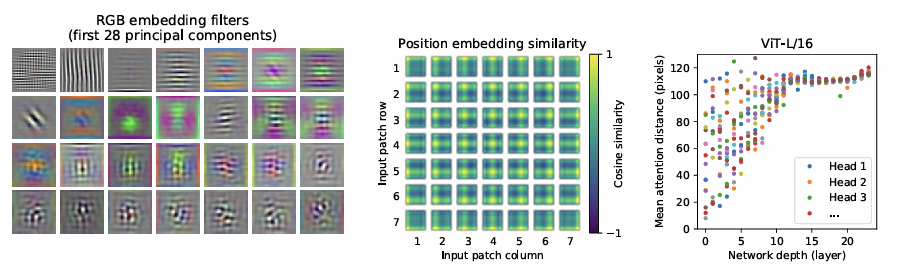 RGB embedding filters
(first 28 principal components)
Position embedding similarity
1
2
3
4
5
6
7
Input patch row
1 2 3 4 5 6 7
Input patch column
1
−1
Cosine similarity
ViT-L/16
120
100
80
60
40
20
0
Mean attention distance (pixels)
Head 1
Head 2
Head 3
...
0 5 10 15 20
Network depth (layer)